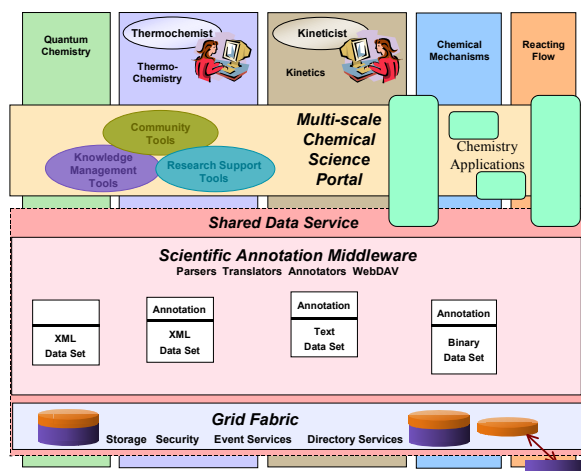 Quantum
Chemistry
Thermochemist
Thermo-
Chemistry
Kineticist
Kinetics
Chemical
Mechanisms
Reacting
Flow
Community
Tools
Knowledge
Management
Tools
Research Support
Tools
Multi-scale
Chemical
Science
Portal
Chemistry
Applications
Shared Data Service
Scientific Annotation Middleware
Parsers Translators Annotators WebDAV
XML
Data Set
Annotation
XML
Data Set
Annotation
Text
Data Set
Annotation
Binary
Data Set
Grid Fabric
Storage Security Event Services Directory Services